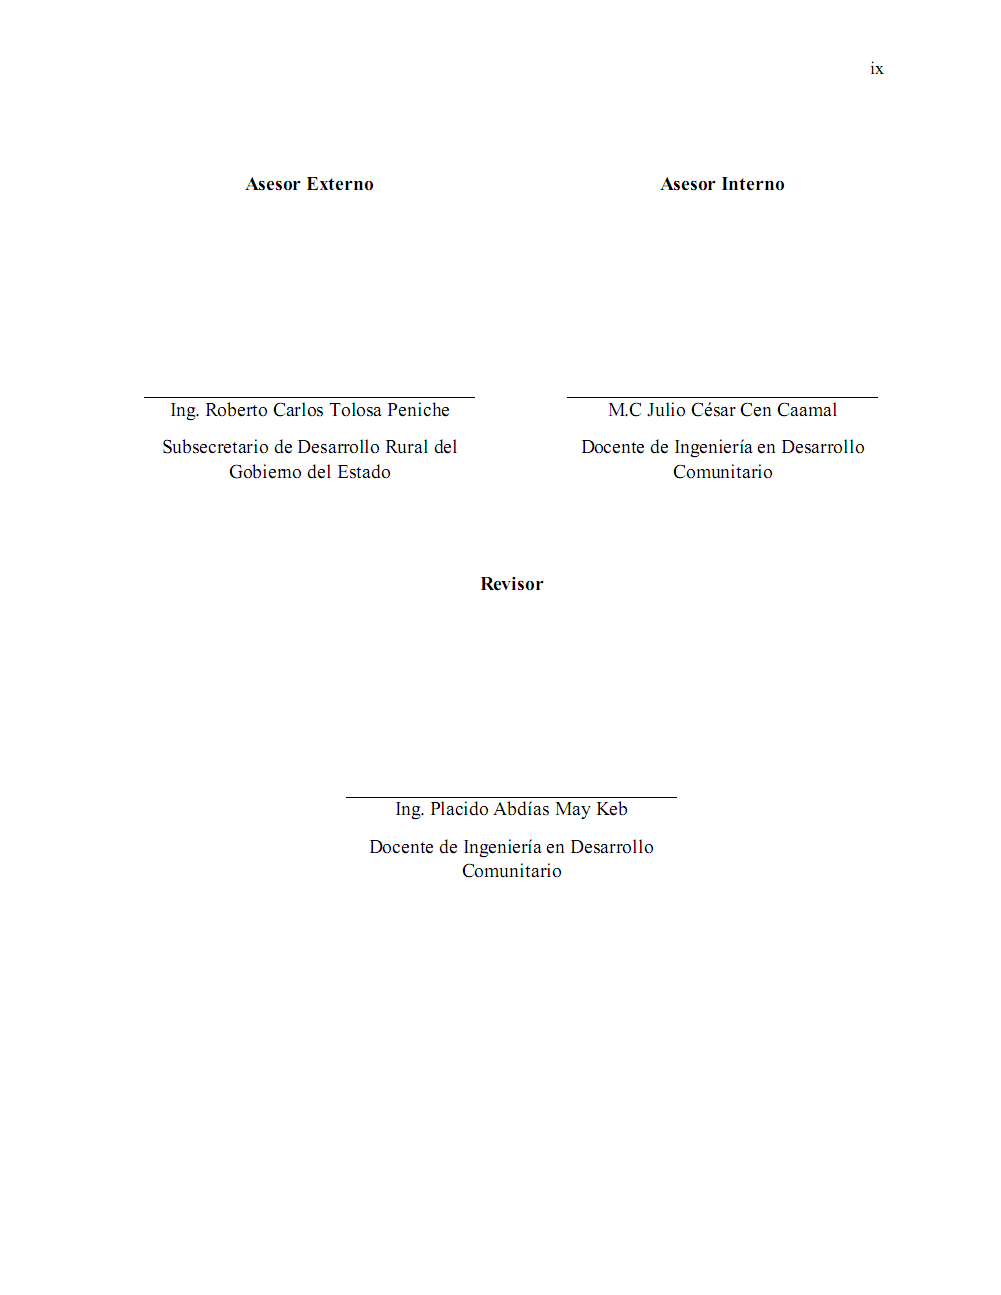 ix
Asesor Externo
Asesor Interno
Ing. Roberto Carlos Tolosa Peniche
Subsecretario de Desarrollo Rural del
Gobierno del Estado
M.C Julio César Cen Caamal
Docente de Ingeniería en Desarrollo
Comunitario
Revisor
Ing. Placido Abdías May Keb
Docente de Ingeniería en Desarrollo
Comunitario